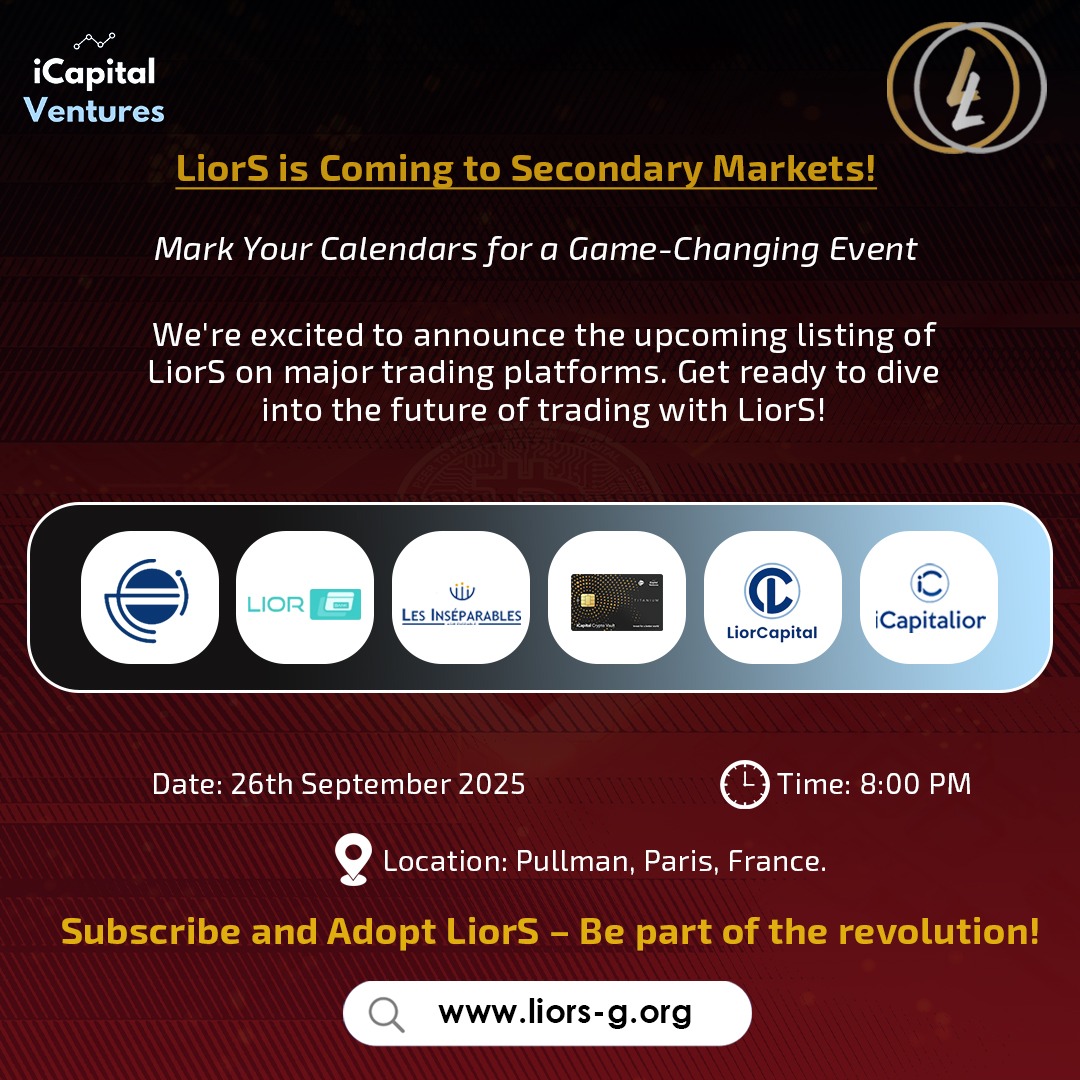 iCapital
Ventures
LiorS is Coming to Secondary Markets!
Mark Your Calendars for a Game-Changing Event
We're excited to announce the upcoming listing of
LiorS on major trading platforms. Get ready to dive
into the future of trading with LiorS!
LIOR
LES INSÉPARABLES
TITANIUM
iCapital Crypto Vault
LiorCapital
iCapitalior
Date: 26th September 2025
Time: 8:00 PM
Location: Pullman, Paris, France.
Subscribe and Adopt LiorS – Be part of the revolution!
www.liors-g.org